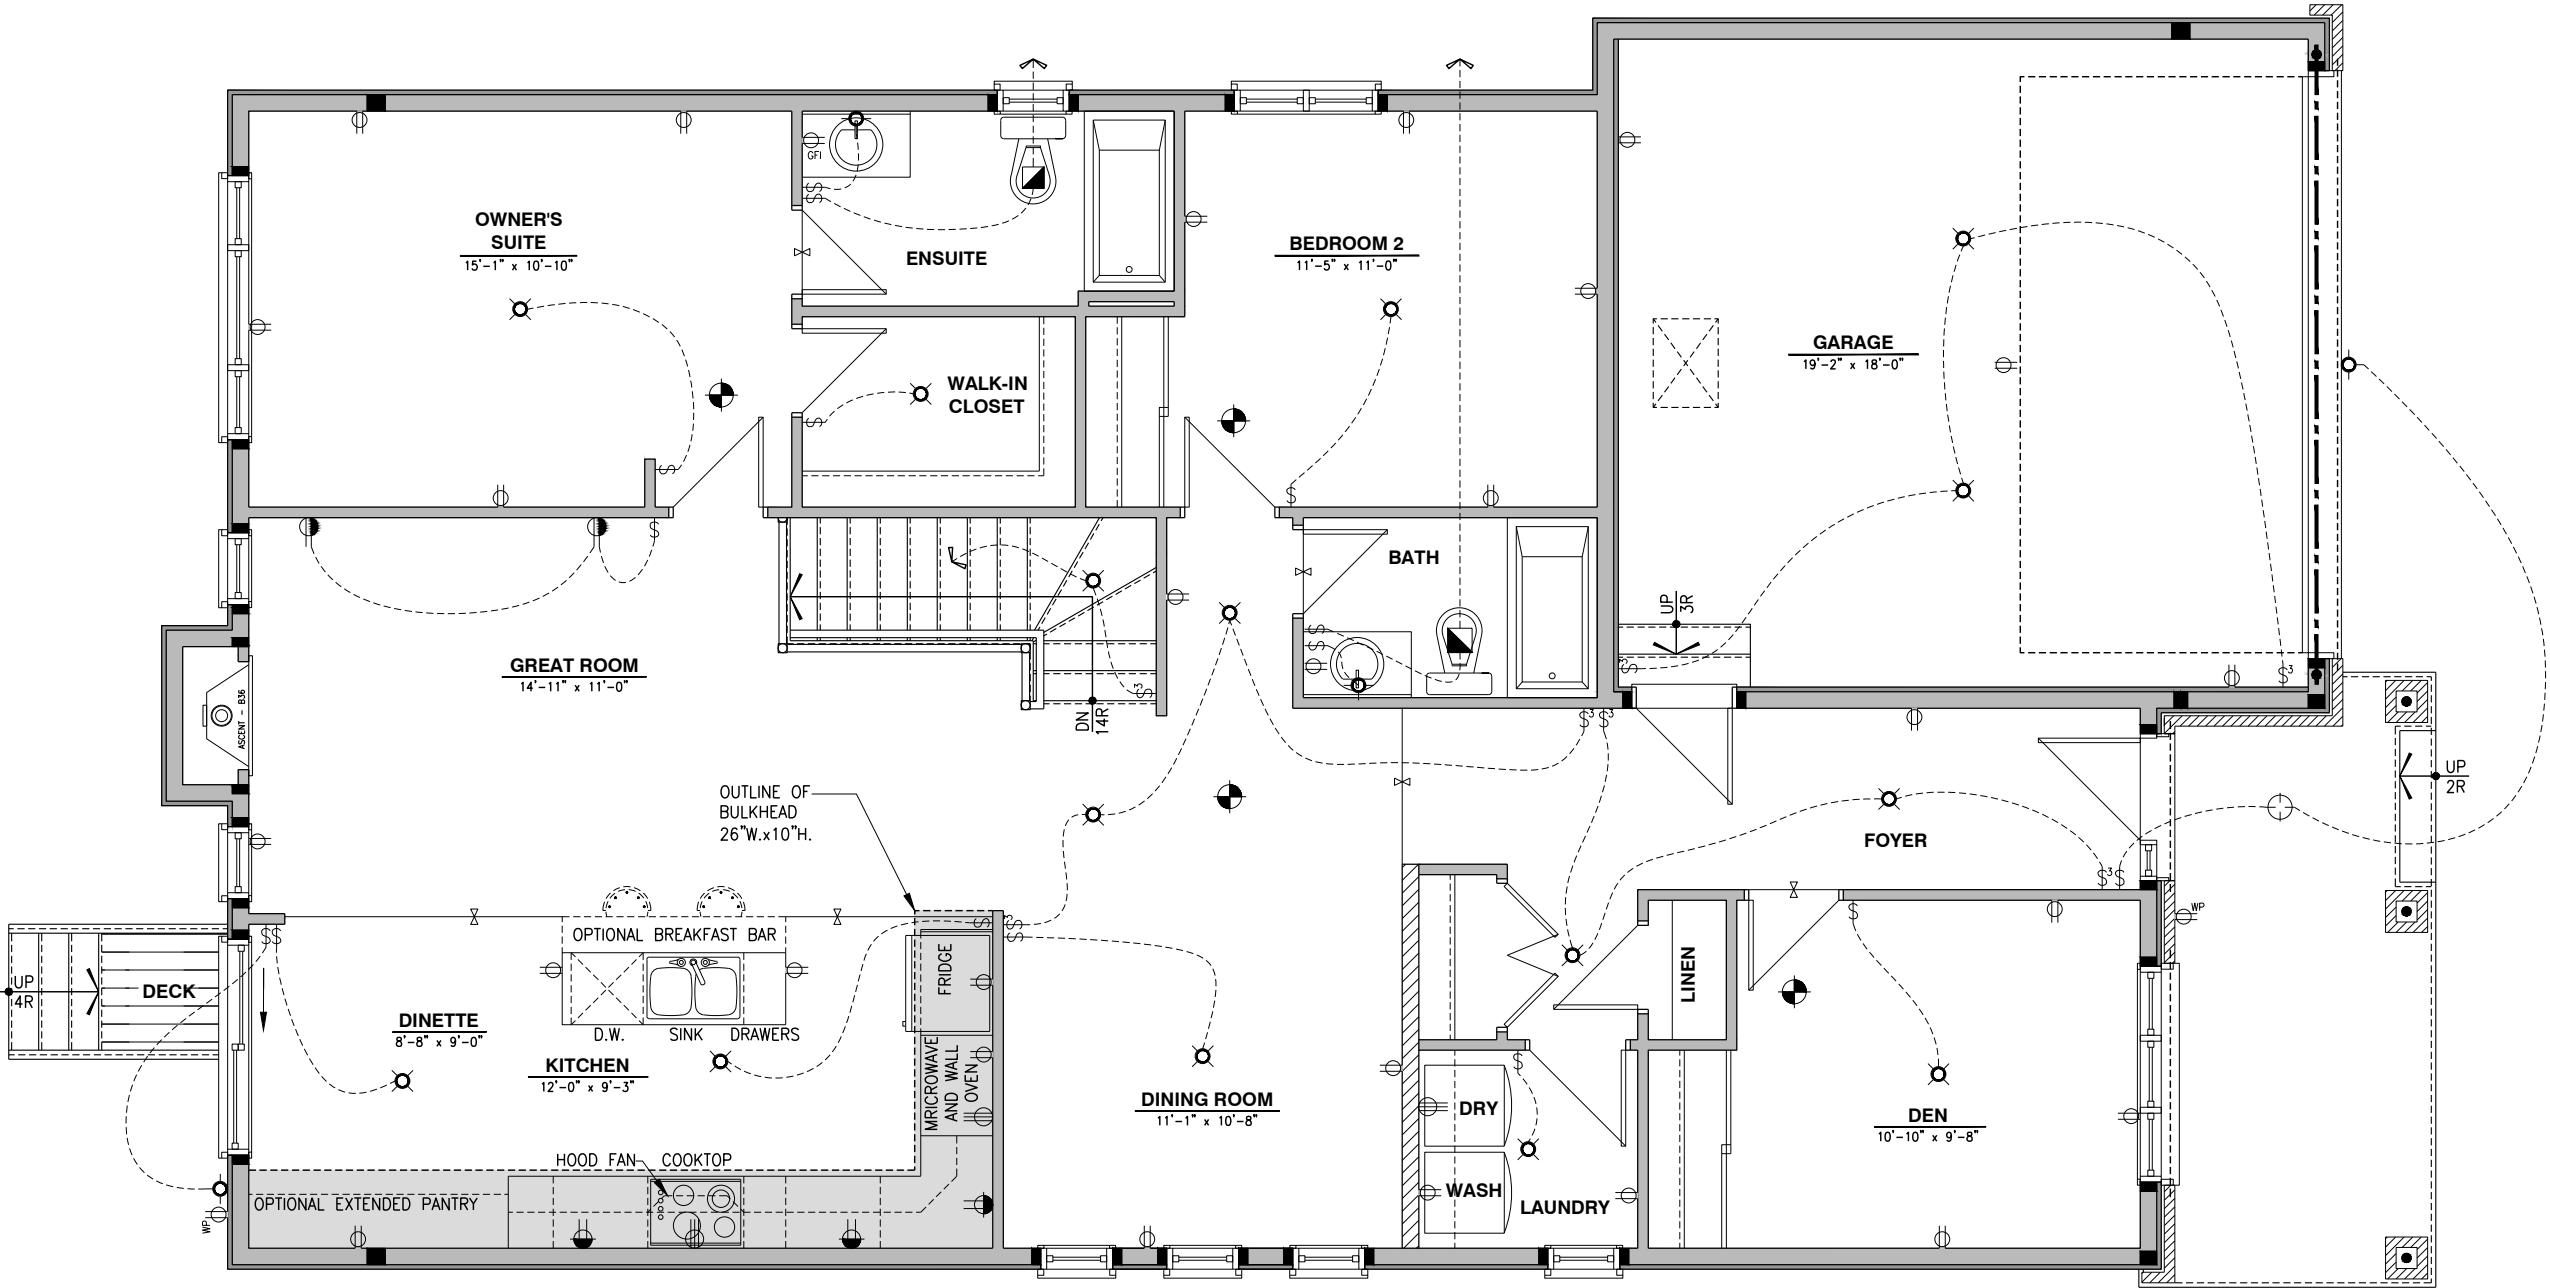 OWNER'S
SUITE
15'-1" x 10'-10"
GFI
ENSUITE
BEDROOM 2
11'-5" x 11'-0"
GARAGE
19'-2" x 18'-0"
WALK-IN
CLOSET
BATH
UP
3R
GREAT ROOM
14'-11" x 11'-0"
ASCENT - B36
DN
14R
OUTLINE OF
BULKHEAD
26"W.x10"H.
UP
2R
FOYER
WP
OPTIONAL BREAKFAST BAR
FRIDGE
LINEN
UP
4R
DECK
DINETTE
8'-8" x 9'-0"
D.W.
SINK
DRAWERS
KITCHEN
12'-0" x 9'-3"
MRICROWAVE
AND WALL
OVEN
DINING ROOM
11'-1" x 10'-8"
DRY
WASH
LAUNDRY
DEN
10'-10" x 9'-8"
HOOD FAN
COOKTOP
OPTIONAL EXTENDED PANTRY
WP